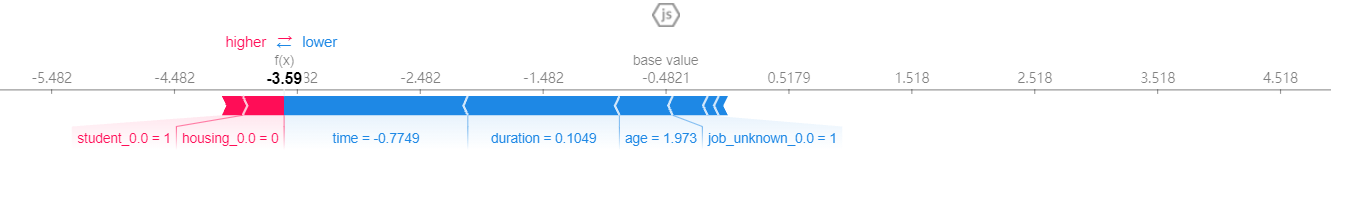 js
higher ⇄ lower
f(x) base value
-5.482 -4.482 -3.59 -2.482 -1.482 -0.4821 0.5179 1.518 2.518 3.518 4.518
student_0.0 = 1 housing_0.0 = 0 time = -0.7749 duration = 0.1049 age = 1.973 job_unknown_0.0 = 1